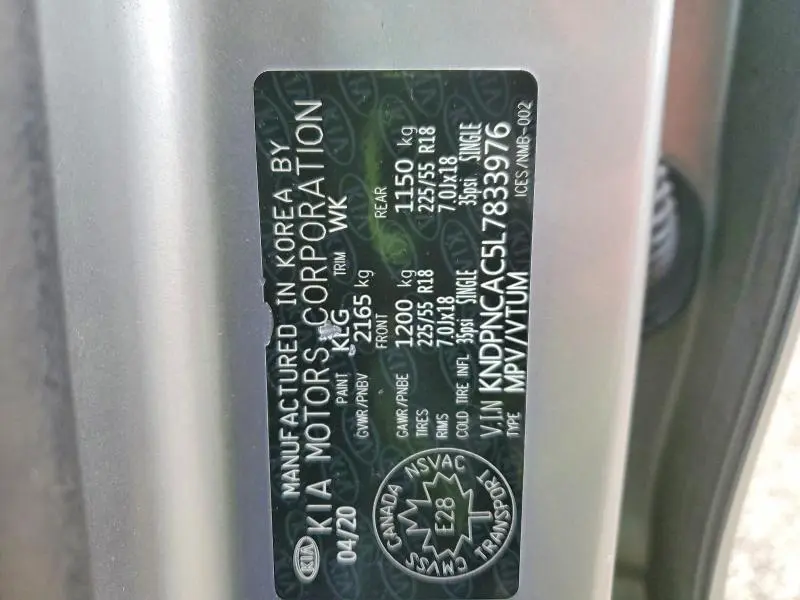 MANUFACTURED IN KOREA BY
KIA KIA MOTORS CORPORATION
04/20 PAINT KLG TRIM WK
GVWR/PNBV 2165 kg
FRONT REAR
GAWR/PNBE 1200 kg 1150 kg
TIRES 225/55 R18 225/55 R18
RIMS 7.0Jx18 7.0Jx18
COLD TIRE INFL 35psi SINGLE 35psi SINGLE
V.I.N KNDPNCAC5L7833976
TYPE MPV/VTUM ICES/NMB-002
CANADA
CMVSS NSVAC
E28
TRANSPORT